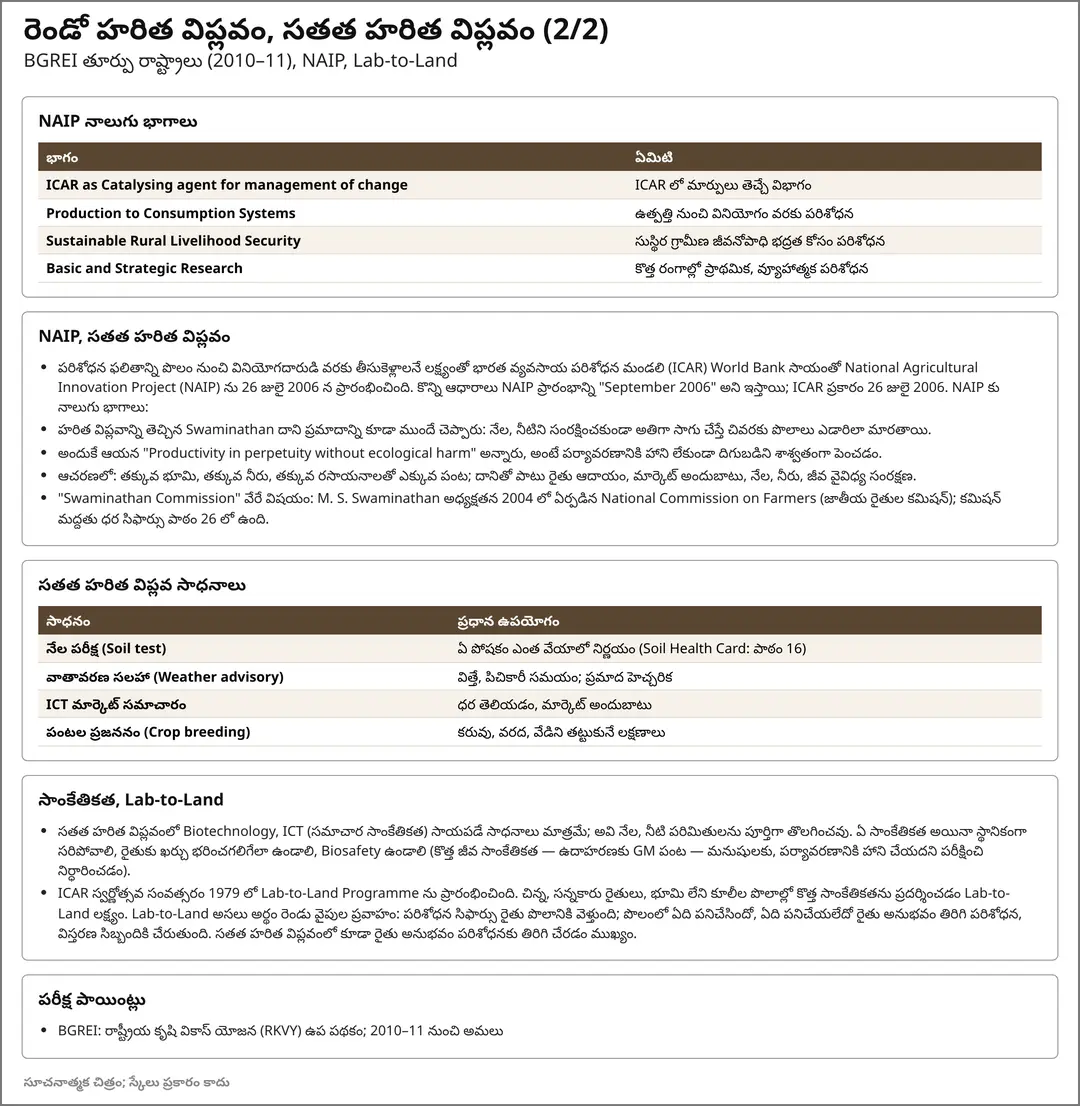 రెండో హరిత విప్లవం, సతత హరిత విప్లవం (2/2)
BGREI తూర్పు రాష్ట్రాలు (2010–11), NAIP, Lab-to-Land
NAIP నాలుగు భాగాలు
భాగం ఏమిటి
ICAR as Catalysing agent for management of change ICAR లో మార్పులు తెచ్చే విభాగం
Production to Consumption Systems ఉత్పత్తి నుంచి వినియోగం వరకు పరిశోధన
Sustainable Rural Livelihood Security సుస్థిర గ్రామీణ జీవనోపాధి భద్రత కోసం పరిశోధన
Basic and Strategic Research కొత్త రంగాల్లో ప్రాథమిక, వ్యూహాత్మక పరిశోధన
NAIP, సతత హరిత విప్లవం
• పరిశోధన ఫలితాన్ని పొలం నుంచి వినియోగదారుడి వరకు తీసుకెళ్లాలనే లక్ష్యంతో భారత వ్యవసాయ పరిశోధన మండలి (ICAR) World Bank సాయంతో National Agricultural
Innovation Project (NAIP) ను 26 జులై 2006 న ప్రారంభించింది. కొన్ని ఆధారాలు NAIP ప్రారంభాన్ని "September 2006" అని ఇస్తాయి; ICAR ప్రకారం 26 జులై 2006. NAIP కు
నాలుగు భాగాలు:
• హరిత విప్లవాన్ని తెచ్చిన Swaminathan దాని ప్రమాదాన్ని కూడా ముందే చెప్పారు: నేల, నీటిని సంరక్షించకుండా అతిగా సాగు చేస్తే చివరకు పొలాలు ఎడారిలా మారతాయి.
• అందుకే ఆయన "Productivity in perpetuity without ecological harm" అన్నారు, అంటే పర్యావరణానికి హాని లేకుండా దిగుబడిని శాశ్వతంగా పెంచడం.
• ఆచరణలో: తక్కువ భూమి, తక్కువ నీరు, తక్కువ రసాయనాలతో ఎక్కువ పంట; దానితో పాటు రైతు ఆదాయం, మార్కెట్ అందుబాటు, నేల, నీరు, జీవ వైవిధ్య సంరక్షణ.
• "Swaminathan Commission" వేరే విషయం: M. S. Swaminathan అధ్యక్షతన 2004 లో ఏర్పడిన National Commission on Farmers (జాతీయ రైతుల కమిషన్); కమిషన్
మద్దతు ధర సిఫార్సు పాఠం 26 లో ఉంది.
సతత హరిత విప్లవ సాధనాలు
సాధనం ప్రధాన ఉపయోగం
నేల పరీక్ష (Soil test) ఏ పోషకం ఎంత వేయాలో నిర్ణయం (Soil Health Card: పాఠం 16)
వాతావరణ సలహా (Weather advisory) విత్తే, పిచికారీ సమయం; ప్రమాద హెచ్చరిక
ICT మార్కెట్ సమాచారం ధర తెలియడం, మార్కెట్ అందుబాటు
పంటల ప్రజననం (Crop breeding) కరువు, వరద, వేడిని తట్టుకునే లక్షణాలు
సాంకేతికత, Lab-to-Land
• సతత హరిత విప్లవంలో Biotechnology, ICT (సమాచార సాంకేతికత) సాయపడే సాధనాలు మాత్రమే; అవి నేల, నీటి పరిమితులను పూర్తిగా తొలగించవు. ఏ సాంకేతికత అయినా స్థానికంగా
సరిపోవాలి, రైతుకు ఖర్చు భరించగలిగేలా ఉండాలి, Biosafety ఉండాలి (కొత్త జీవ సాంకేతికత — ఉదాహరణకు GM పంట — మనుషులకు, పర్యావరణానికి హాని చేయదని పరీక్షించి
నిర్ధారించడం).
• ICAR స్వర్ణోత్సవ సంవత్సరం 1979 లో Lab-to-Land Programme ను ప్రారంభించింది. చిన్న, సన్నకారు రైతులు, భూమి లేని కూలీల పొలాల్లో కొత్త సాంకేతికతను ప్రదర్శించడం Lab-to-
Land లక్ష్యం. Lab-to-Land అసలు అర్థం రెండు వైపుల ప్రవాహం: పరిశోధన సిఫార్సు రైతు పొలానికి వెళ్తుంది; పొలంలో ఏది పనిచేసిందో, ఏది పనిచేయలేదో రైతు అనుభవం తిరిగి పరిశోధన,
విస్తరణ సిబ్బందికి చేరుతుంది. సతత హరిత విప్లవంలో కూడా రైతు అనుభవం పరిశోధనకు తిరిగి చేరడం ముఖ్యం.
పరీక్ష పాయింట్లు
• BGREI: రాష్ట్రీయ కృషి వికాస్ యోజన (RKVY) ఉప పథకం; 2010–11 నుంచి అమలు
సూచనాత్మక చిత్రం; స్కేలు ప్రకారం కాదు